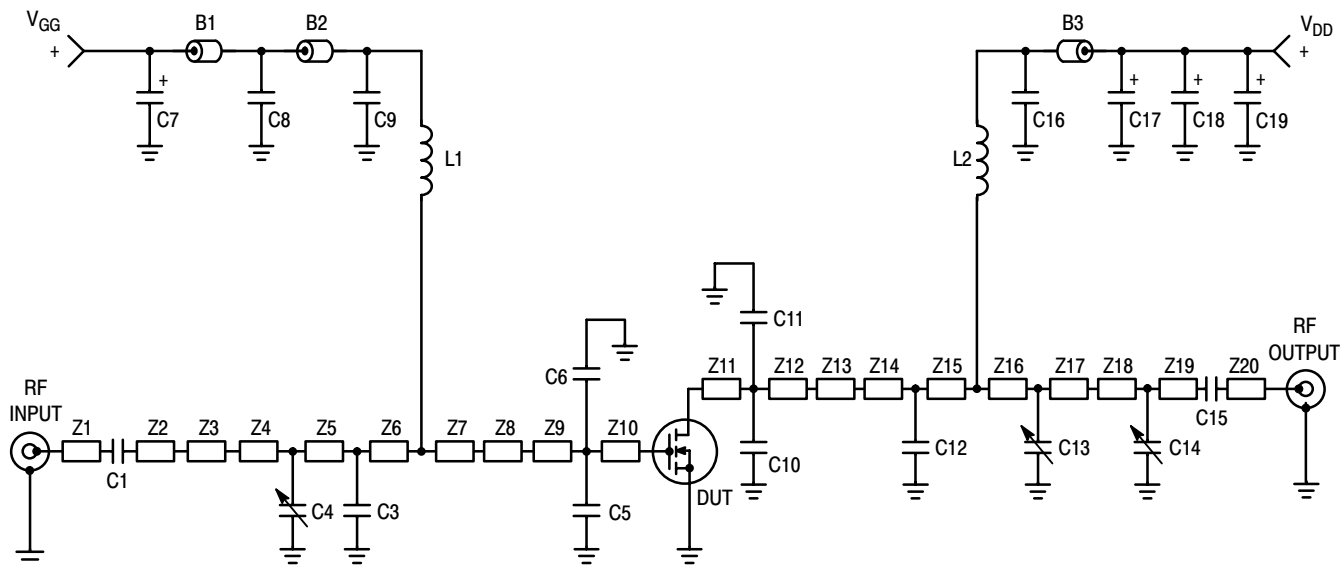 VGG
+
B1
B2
B3
VDD
+
+
C7
C8
C9
C16
+
C17
+
C18
+
C19
L1
L2
C11
C6
RF
INPUT
Z1
C1
Z2
Z3
Z4
Z5
Z6
Z7
Z8
Z9
Z10
Z11
Z12
Z13
Z14
Z15
Z16
Z17
Z18
Z19
C15
Z20
RF
OUTPUT
C4
C3
C5
DUT
C10
C12
C13
C14